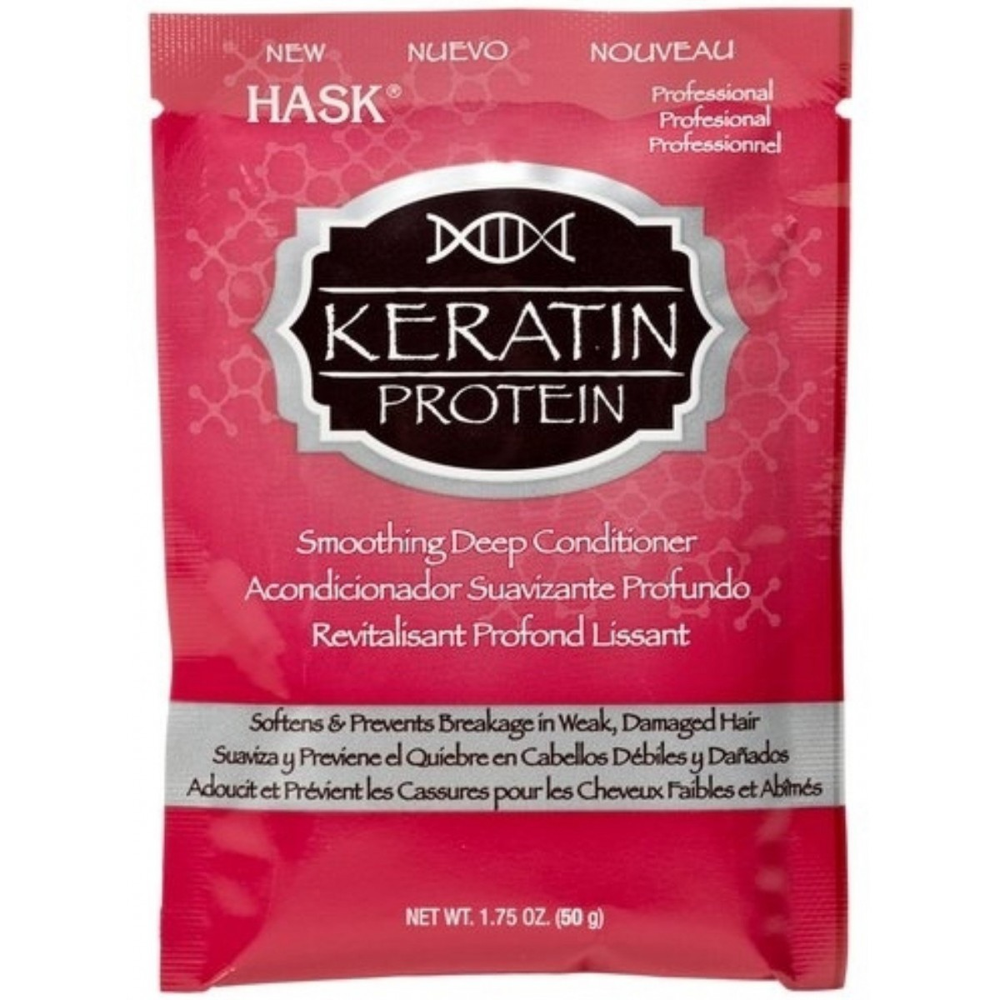 NEW NUEVO NOUVEAU
HASK®
Professional
Profesional
Professionnel
KERATIN
PROTEIN
Smoothing Deep Conditioner
Acondicionador Suavizante Profundo
Revitalisant Profond Lissant
Softens & Prevents Breakage in Weak, Damaged Hair
Suaviza y Previene el Quiebre en Cabellos Débiles y Dañados
Adoucit et Prévient les Cassures pour les Cheveux Faibles et Abîmés
NET WT. 1.75 OZ. (50 g)